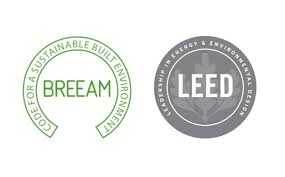 CODE FOR A SUSTAINABLE BUILT ENVIRONMENT
BREEAM
LEADERSHIP IN ENERGY & ENVIRONMENTAL DESIGN
LEED